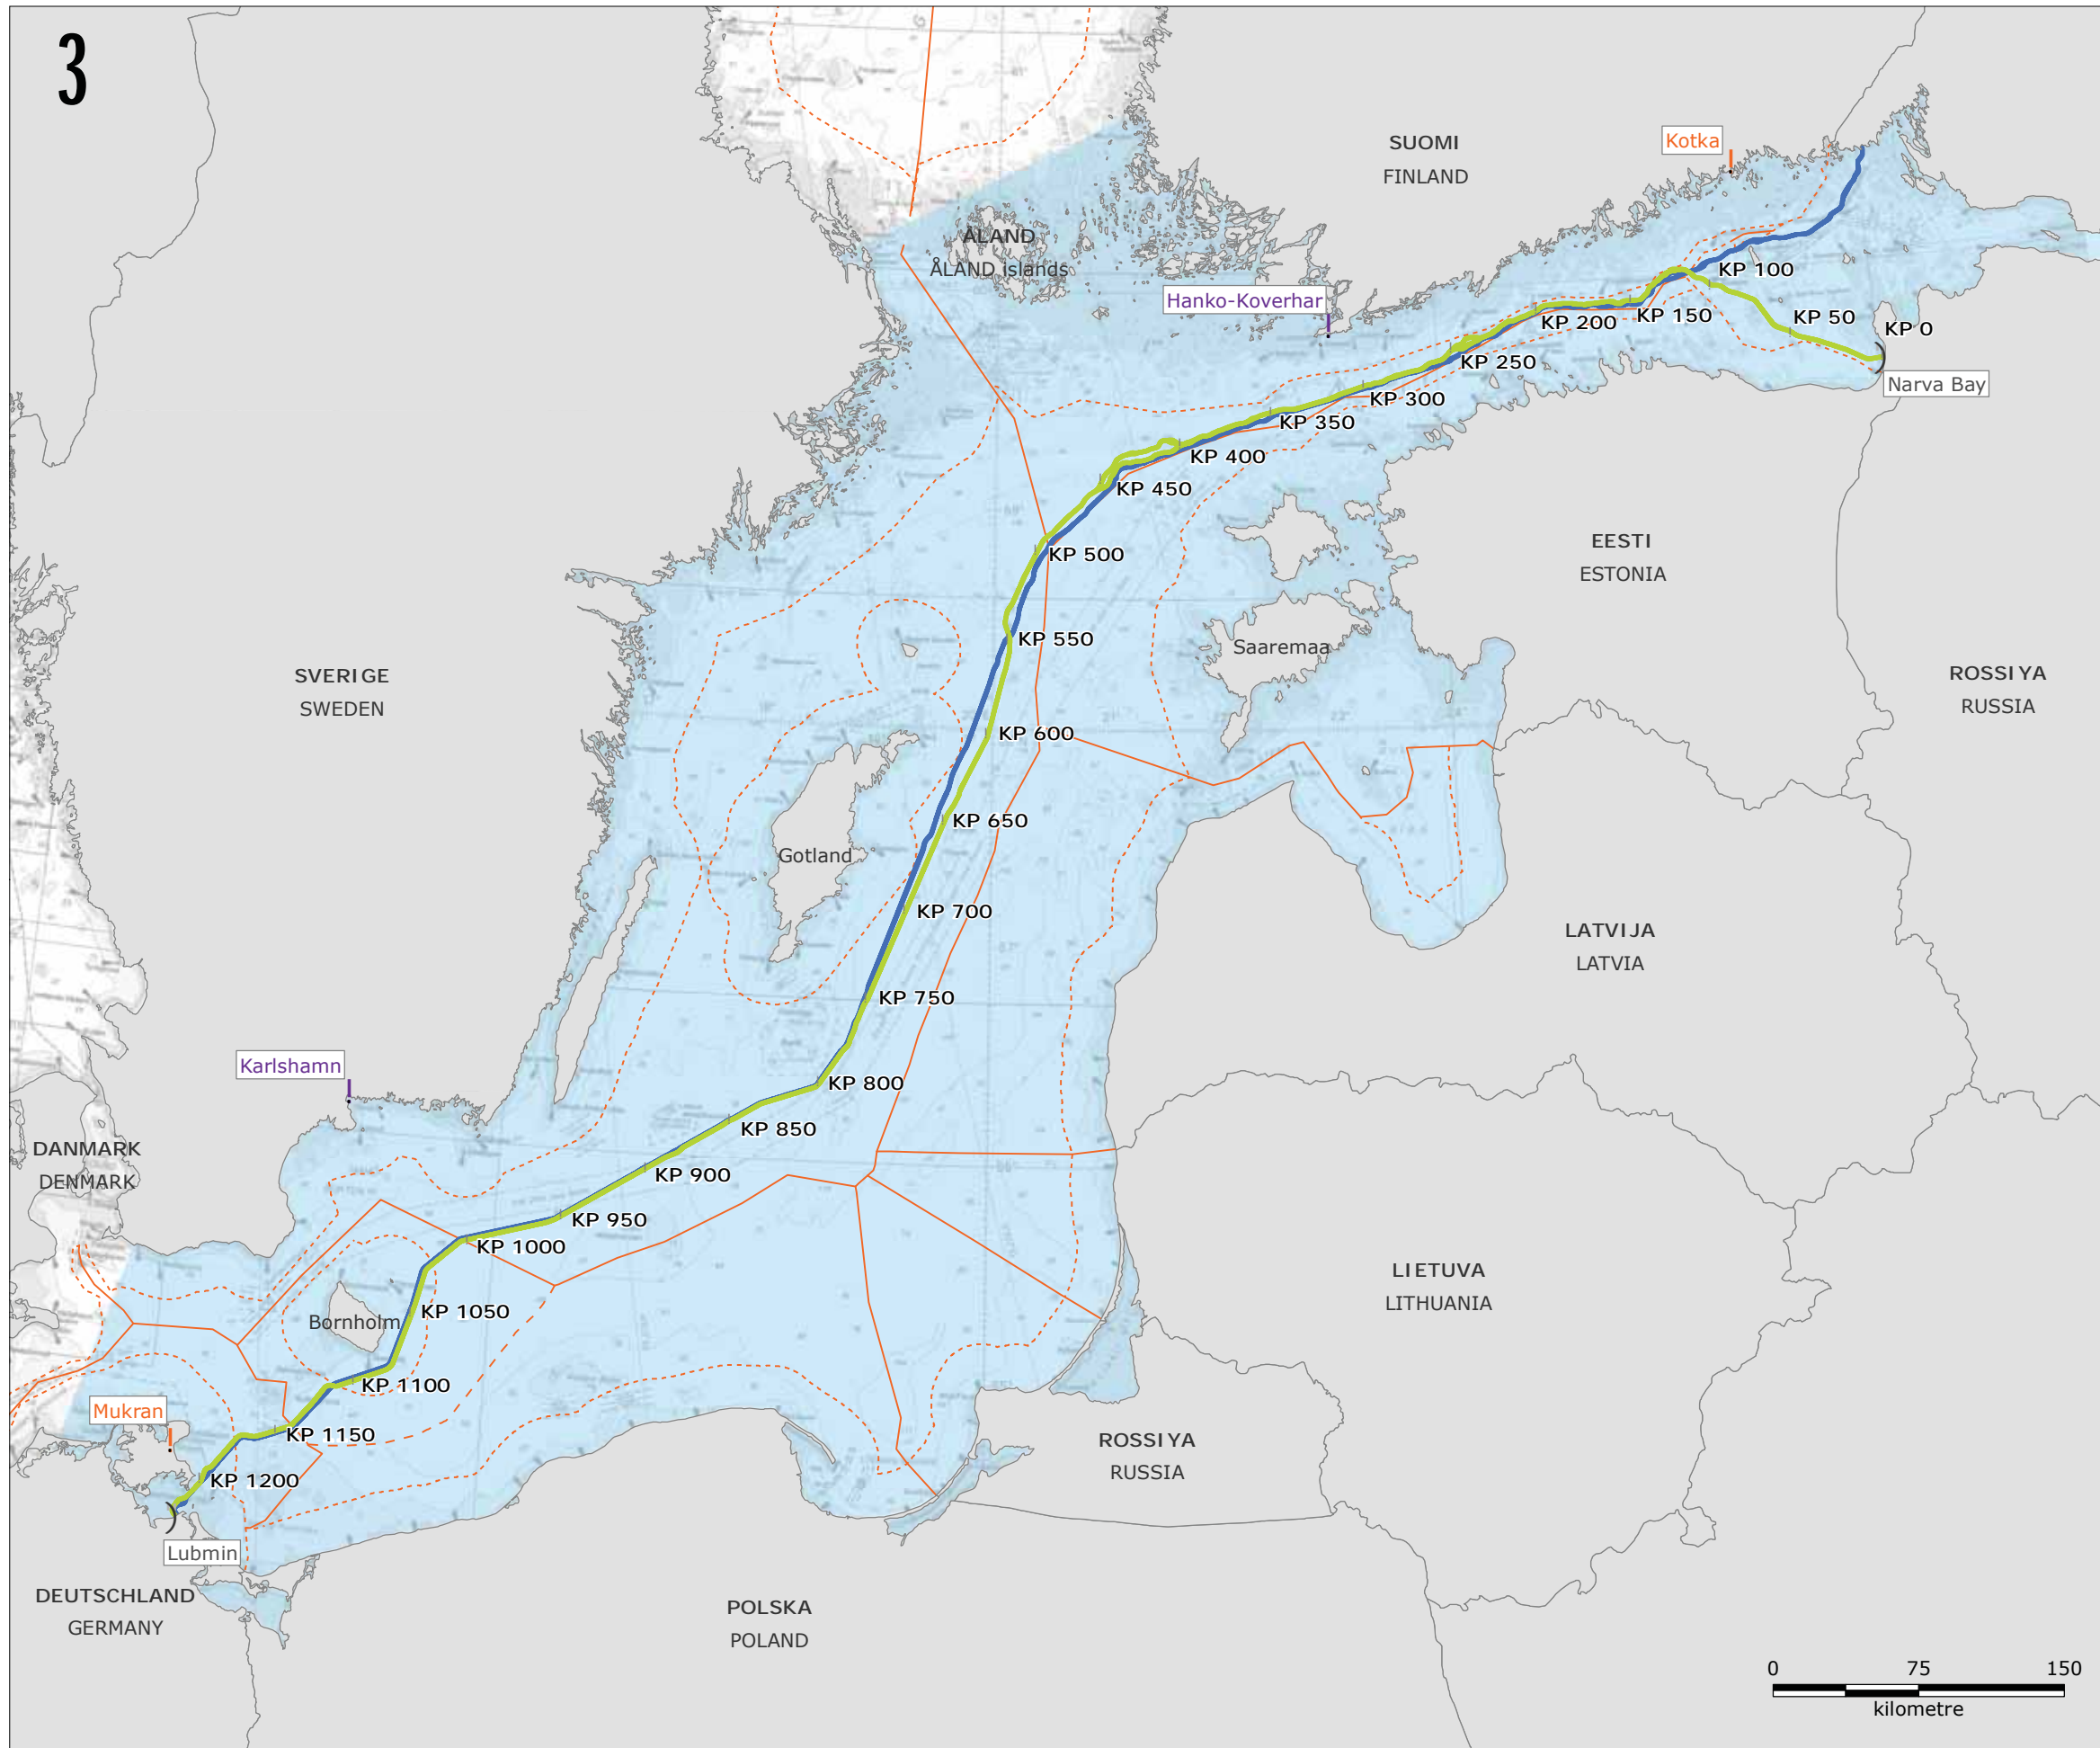 3
SUOMI
FINLAND
Kotka
ÅLAND
ÅLAND islands
Hanko-Koverhar
KP 100
KP 50
KP 0
KP 150
KP 200
KP 250
Narva Bay
KP 300
KP 350
KP 400
KP 450
KP 500
EESTI
ESTONIA
KP 550
Saaremaa
SVERIGE
SWEDEN
ROSSIYA
RUSSIA
KP 600
KP 650
Gotland
KP 700
LATVIJA
LATVIA
KP 750
Karlshamn
KP 800
KP 850
DANMARK
DENMARK
KP 900
KP 950
KP 1000
LIETUVA
LITHUANIA
KP 1050
Bornholm
KP 1100
Mukran
KP 1150
ROSSIYA
RUSSIA
KP 1200
Lubmin
DEUTSCHLAND
GERMANY
POLSKA
POLAND
0 75 150
kilometre